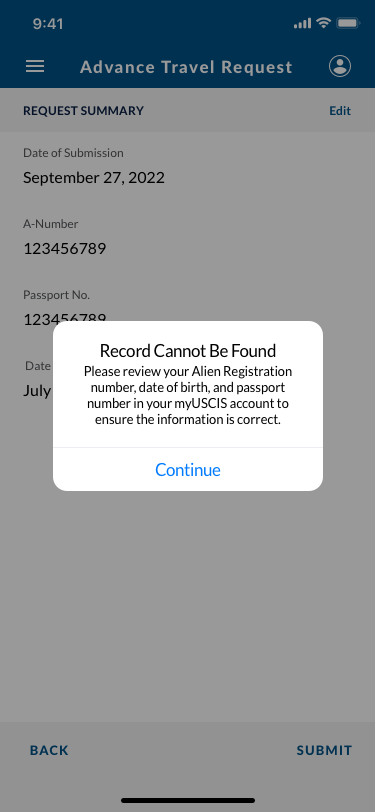 9:41
Advance Travel Request
REQUEST SUMMARY
Edit
Date of Submission
September 27, 2022
A-Number
123456789
Passport No.
123456789
Date
July
Record Cannot Be Found
Please review your Alien Registration
number, date of birth, and passport
number in your myUSCIS account to
ensure the information is correct.
Continue
BACK
SUBMIT